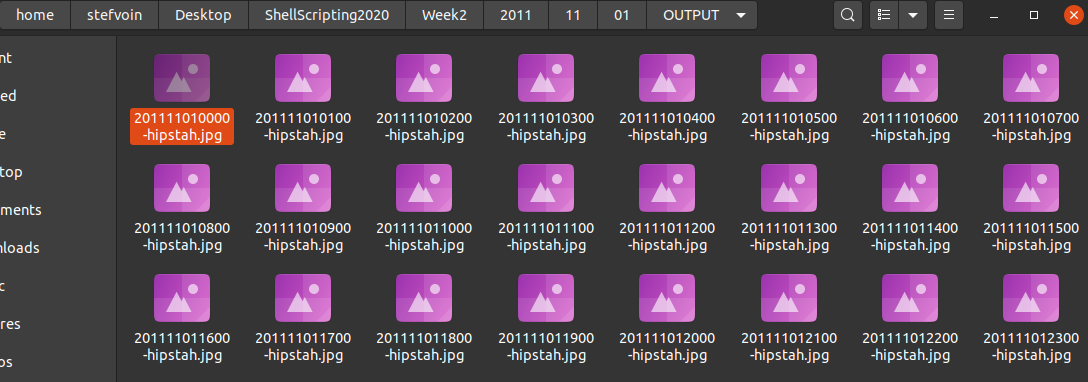 home stefvoin Desktop ShellScripting2020 Week2 2011 11 01 OUTPUT
nt
ed
e
top
ments
nloads
c
res
os
201111010000 201111010100 201111010200 201111010300 201111010400 201111010500 201111010600 201111010700
-hipstah.jpg -hipstah.jpg -hipstah.jpg -hipstah.jpg -hipstah.jpg -hipstah.jpg -hipstah.jpg -hipstah.jpg
201111010800 201111010900 201111011000 201111011100 201111011200 201111011300 201111011400 201111011500
-hipstah.jpg -hipstah.jpg -hipstah.jpg -hipstah.jpg -hipstah.jpg -hipstah.jpg -hipstah.jpg -hipstah.jpg
201111011600 201111011700 201111011800 201111011900 201111012000 201111012100 201111012200 201111012300
-hipstah.jpg -hipstah.jpg -hipstah.jpg -hipstah.jpg -hipstah.jpg -hipstah.jpg -hipstah.jpg -hipstah.jpg